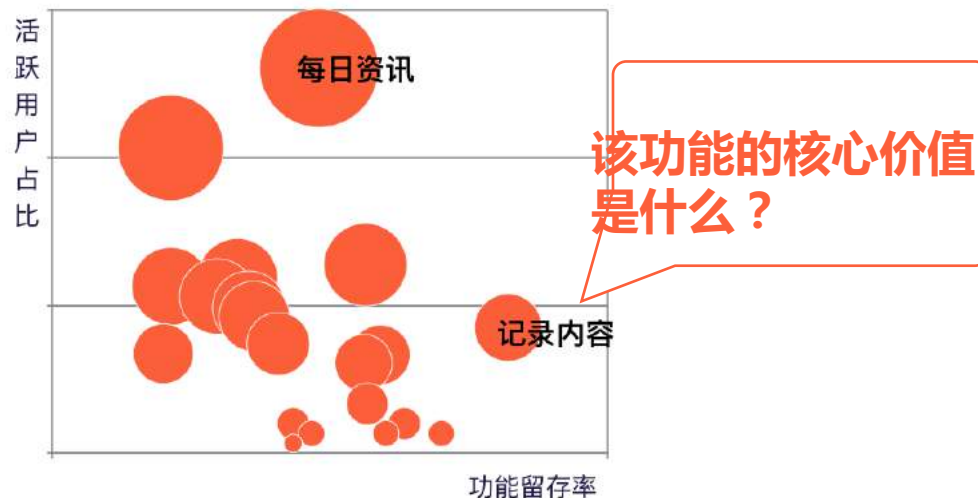 活跃用户占比
每日资讯
该功能的核心价值
是什么？
记录内容
功能留存率